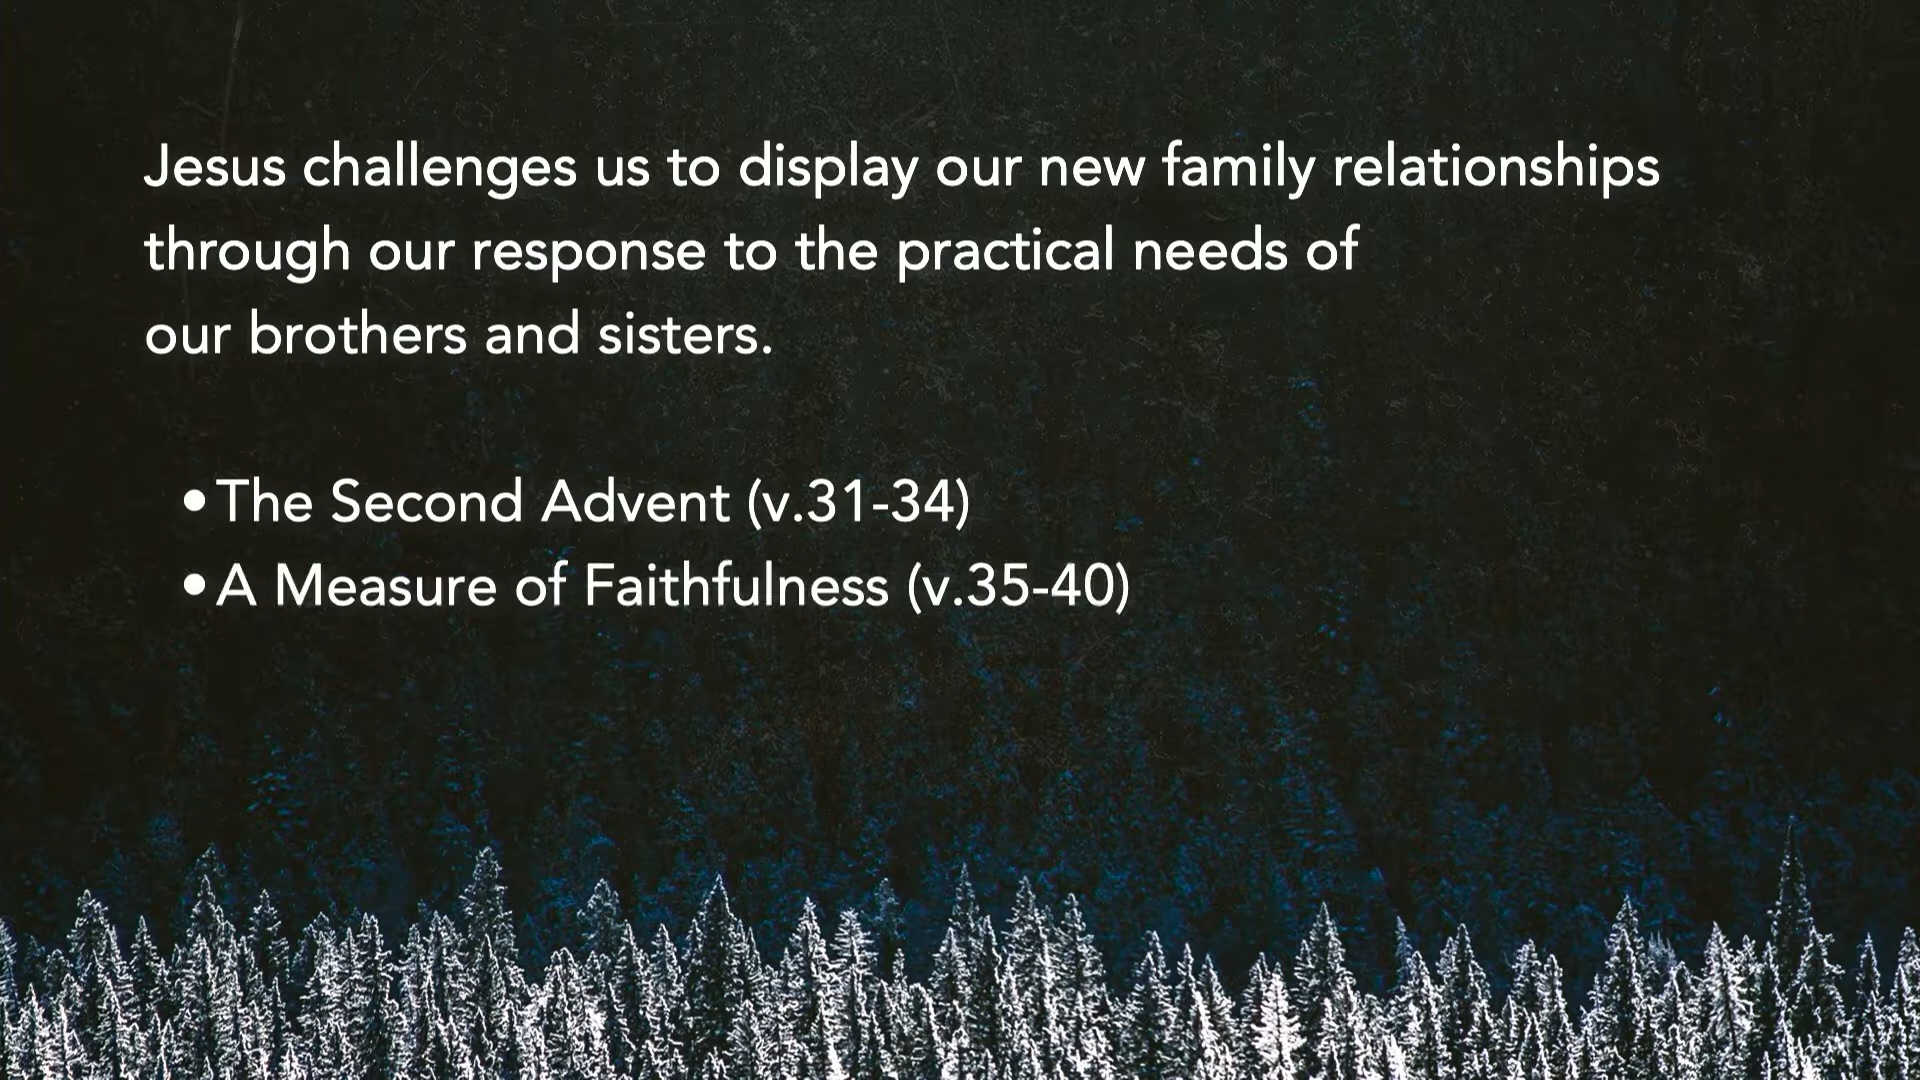 Jesus challenges us to display our new family relationships
through our response to the practical needs of
our brothers and sisters.
• The Second Advent (v.31-34)
• A Measure of Faithfulness (v.35-40)